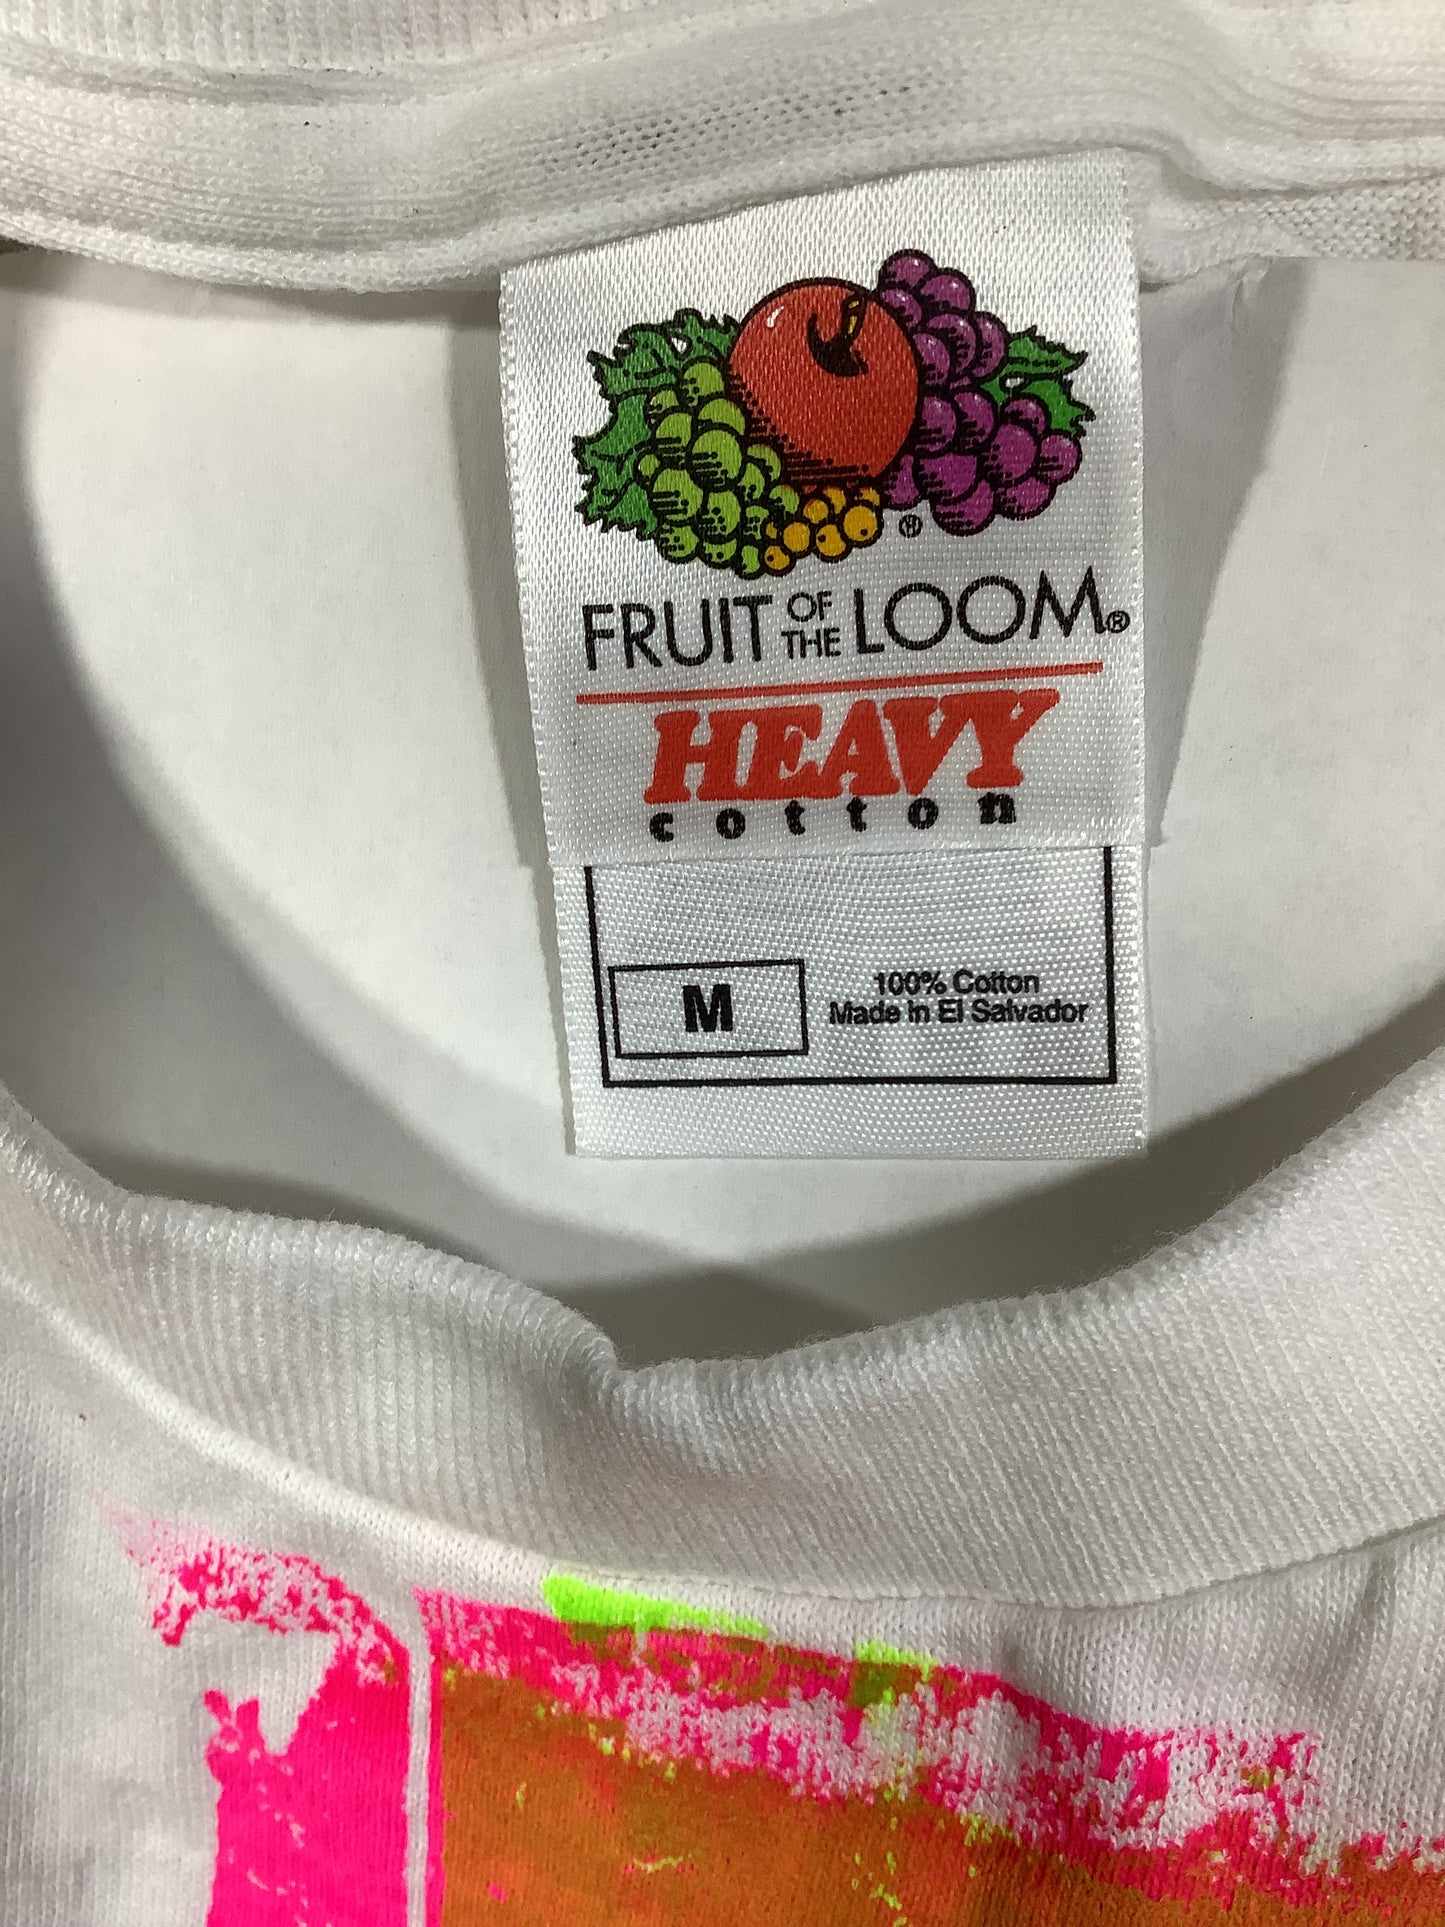 ®
FRUIT OF THE LOOM®
HEAVY
cotton
M
100% Cotton
Made in El Salvador